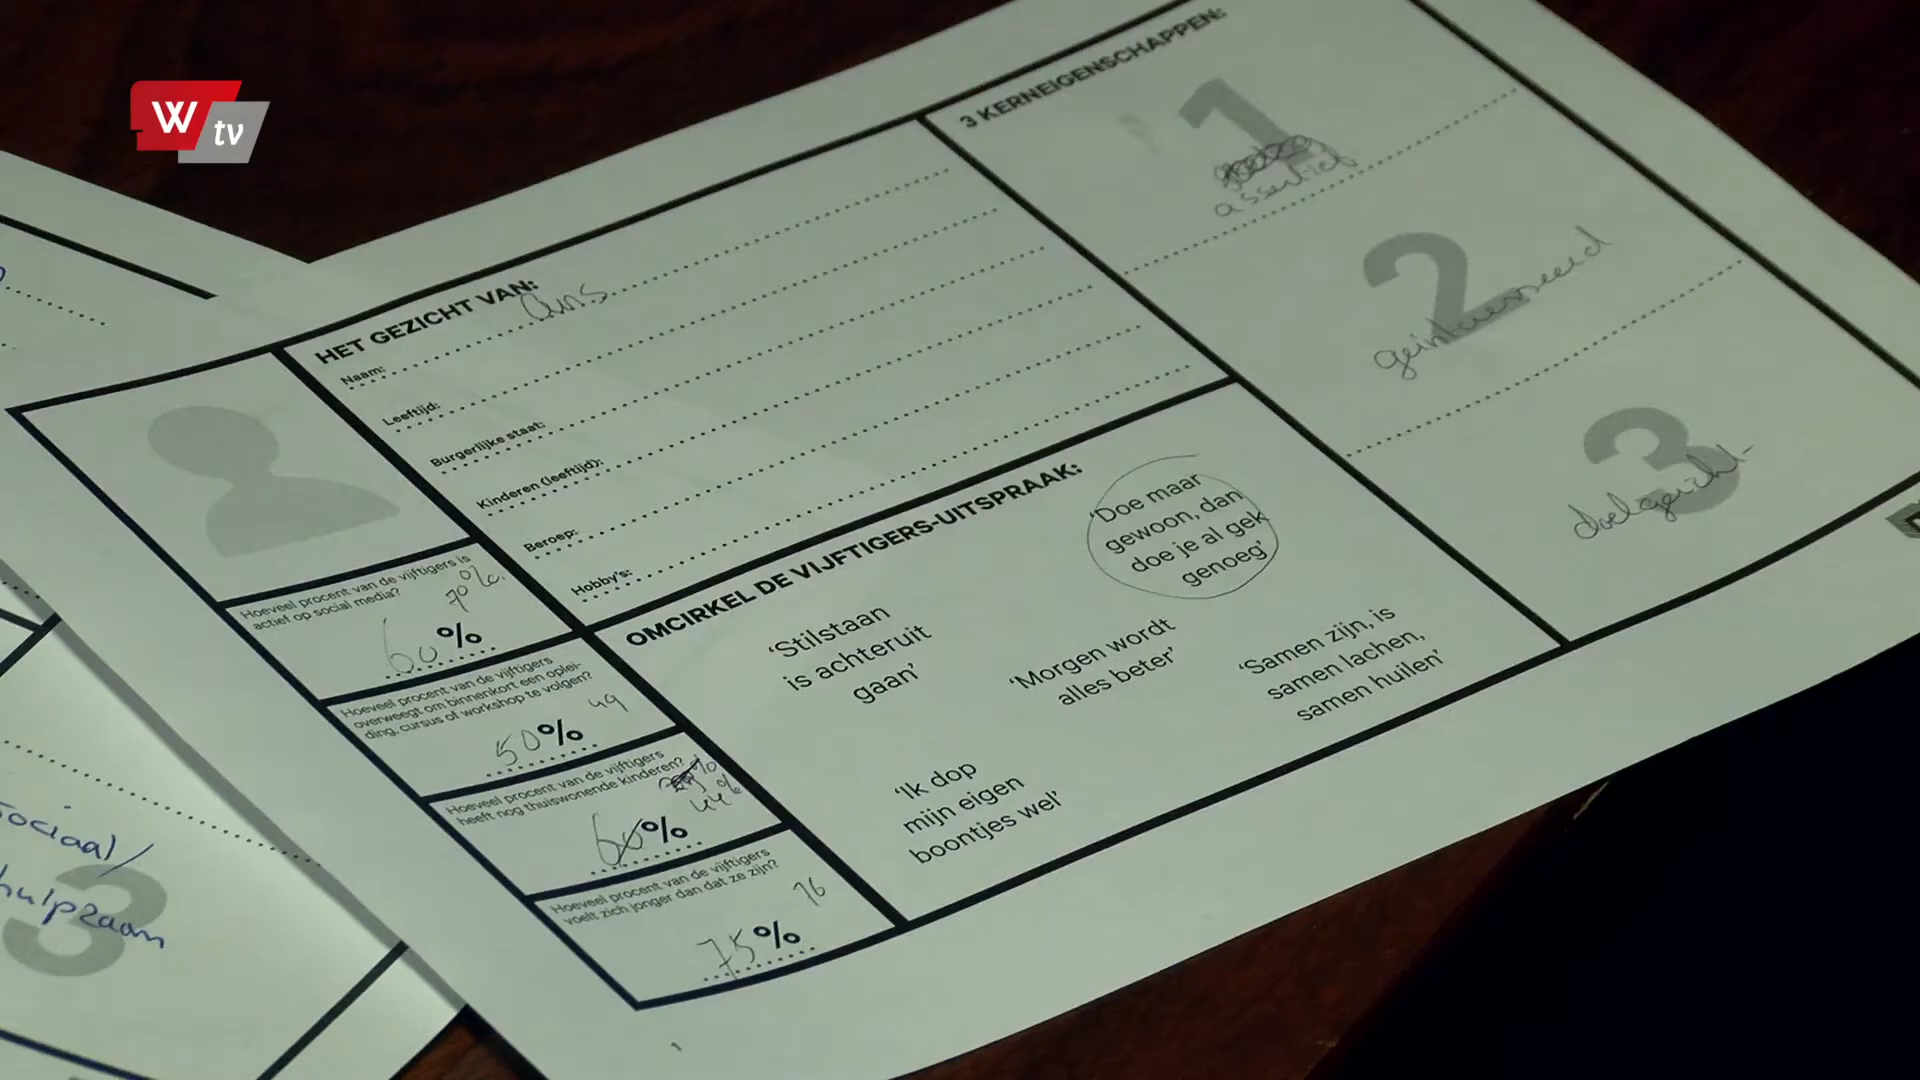 W tv
HET GEZICHT VAN:
Naam: Ans
Leeftijd:
Burgerlijke staat:
Kinderen (leeftijd):
Beroep:
Hobby's:
3 KERNEIGENSCHAPPEN:
1
assertief
2
geïnteresseerd
3
doelgericht
Hoeveel procent van de vijftigers is
actief op social media?
70%
60%
Hoeveel procent van de vijftigers
overweegt om binnenkort een oplei-
ding, cursus of workshop te volgen?
49
50%
Hoeveel procent van de vijftigers
heeft nog thuiswonende kinderen?
44%
60%
Hoeveel procent van de vijftigers
voelt zich jonger dan dat ze zijn?
76
75%
OMCIRKEL DE VIJFTIGERS-UITSPRAAK:
'Doe maar
gewoon, dan
doe je al gek
genoeg'
'Stilstaan
is achteruit
gaan'
'Morgen wordt
alles beter'
'Samen zijn, is
samen lachen,
samen huilen'
'Ik dop
mijn eigen
boontjes wel'
sociaal/
hulpzaam
3